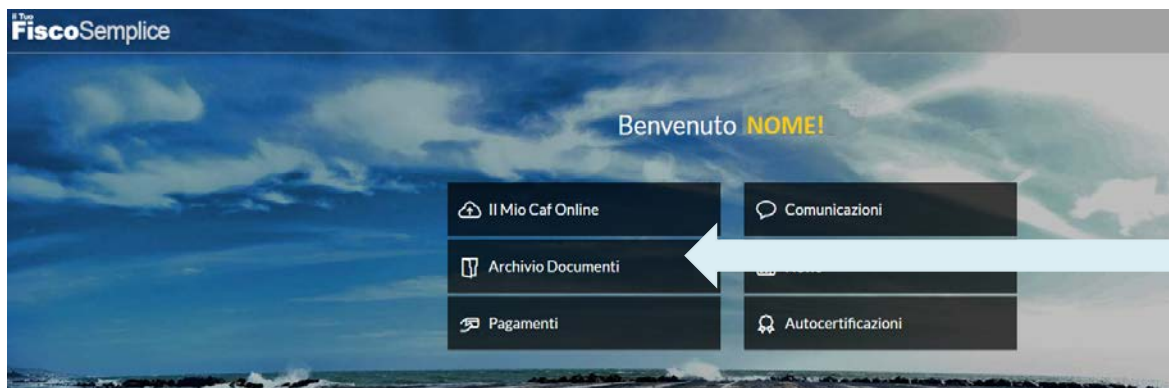 il Tuo
FiscoSemplice
Benvenuto NOME!
Il Mio Caf Online
Comunicazioni
Archivio Documenti
Pagamenti
Autocertificazioni